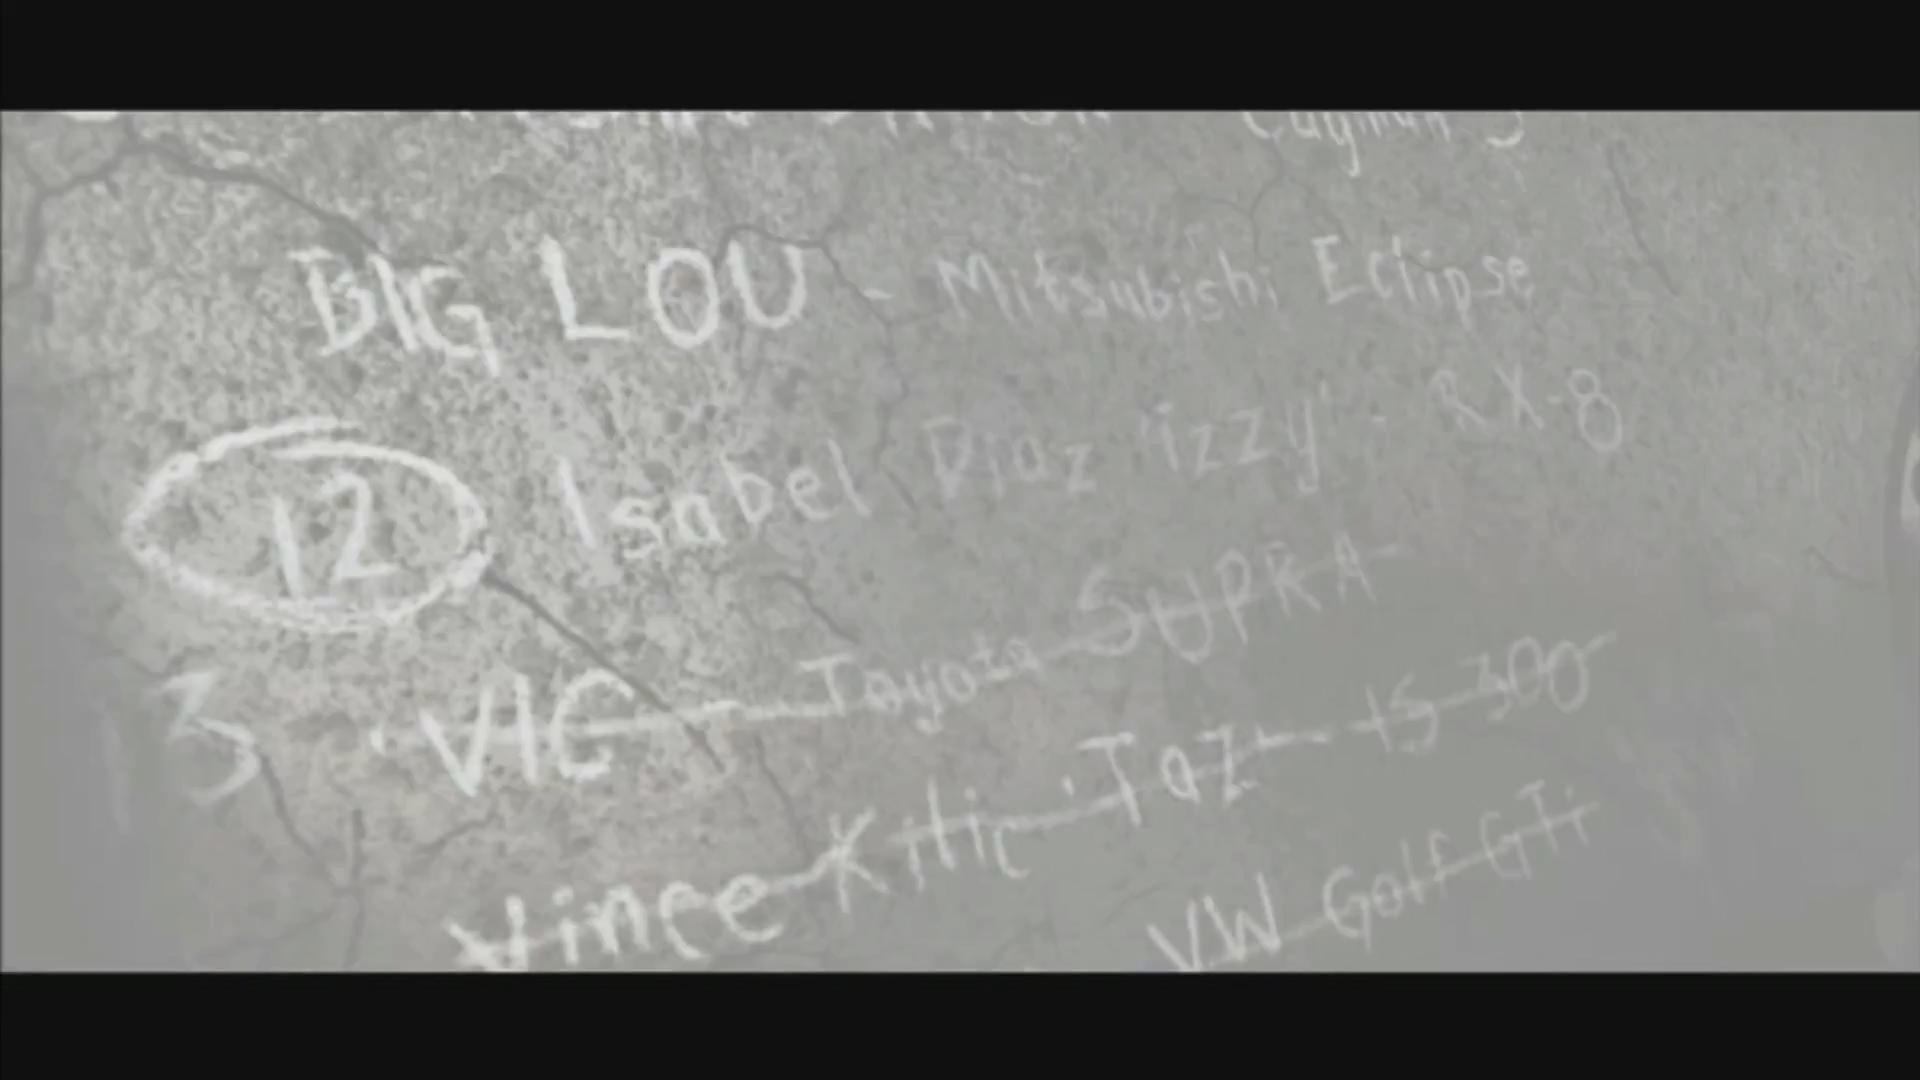 Cayman S
BIG LOU - Mitsubishi Eclipse
12 Isabel Diaz 'izzy' - RX-8
3 'VIC - Toyota SUPRA
Vince Kilic 'Taz' - IS 300
VW Golf GTi